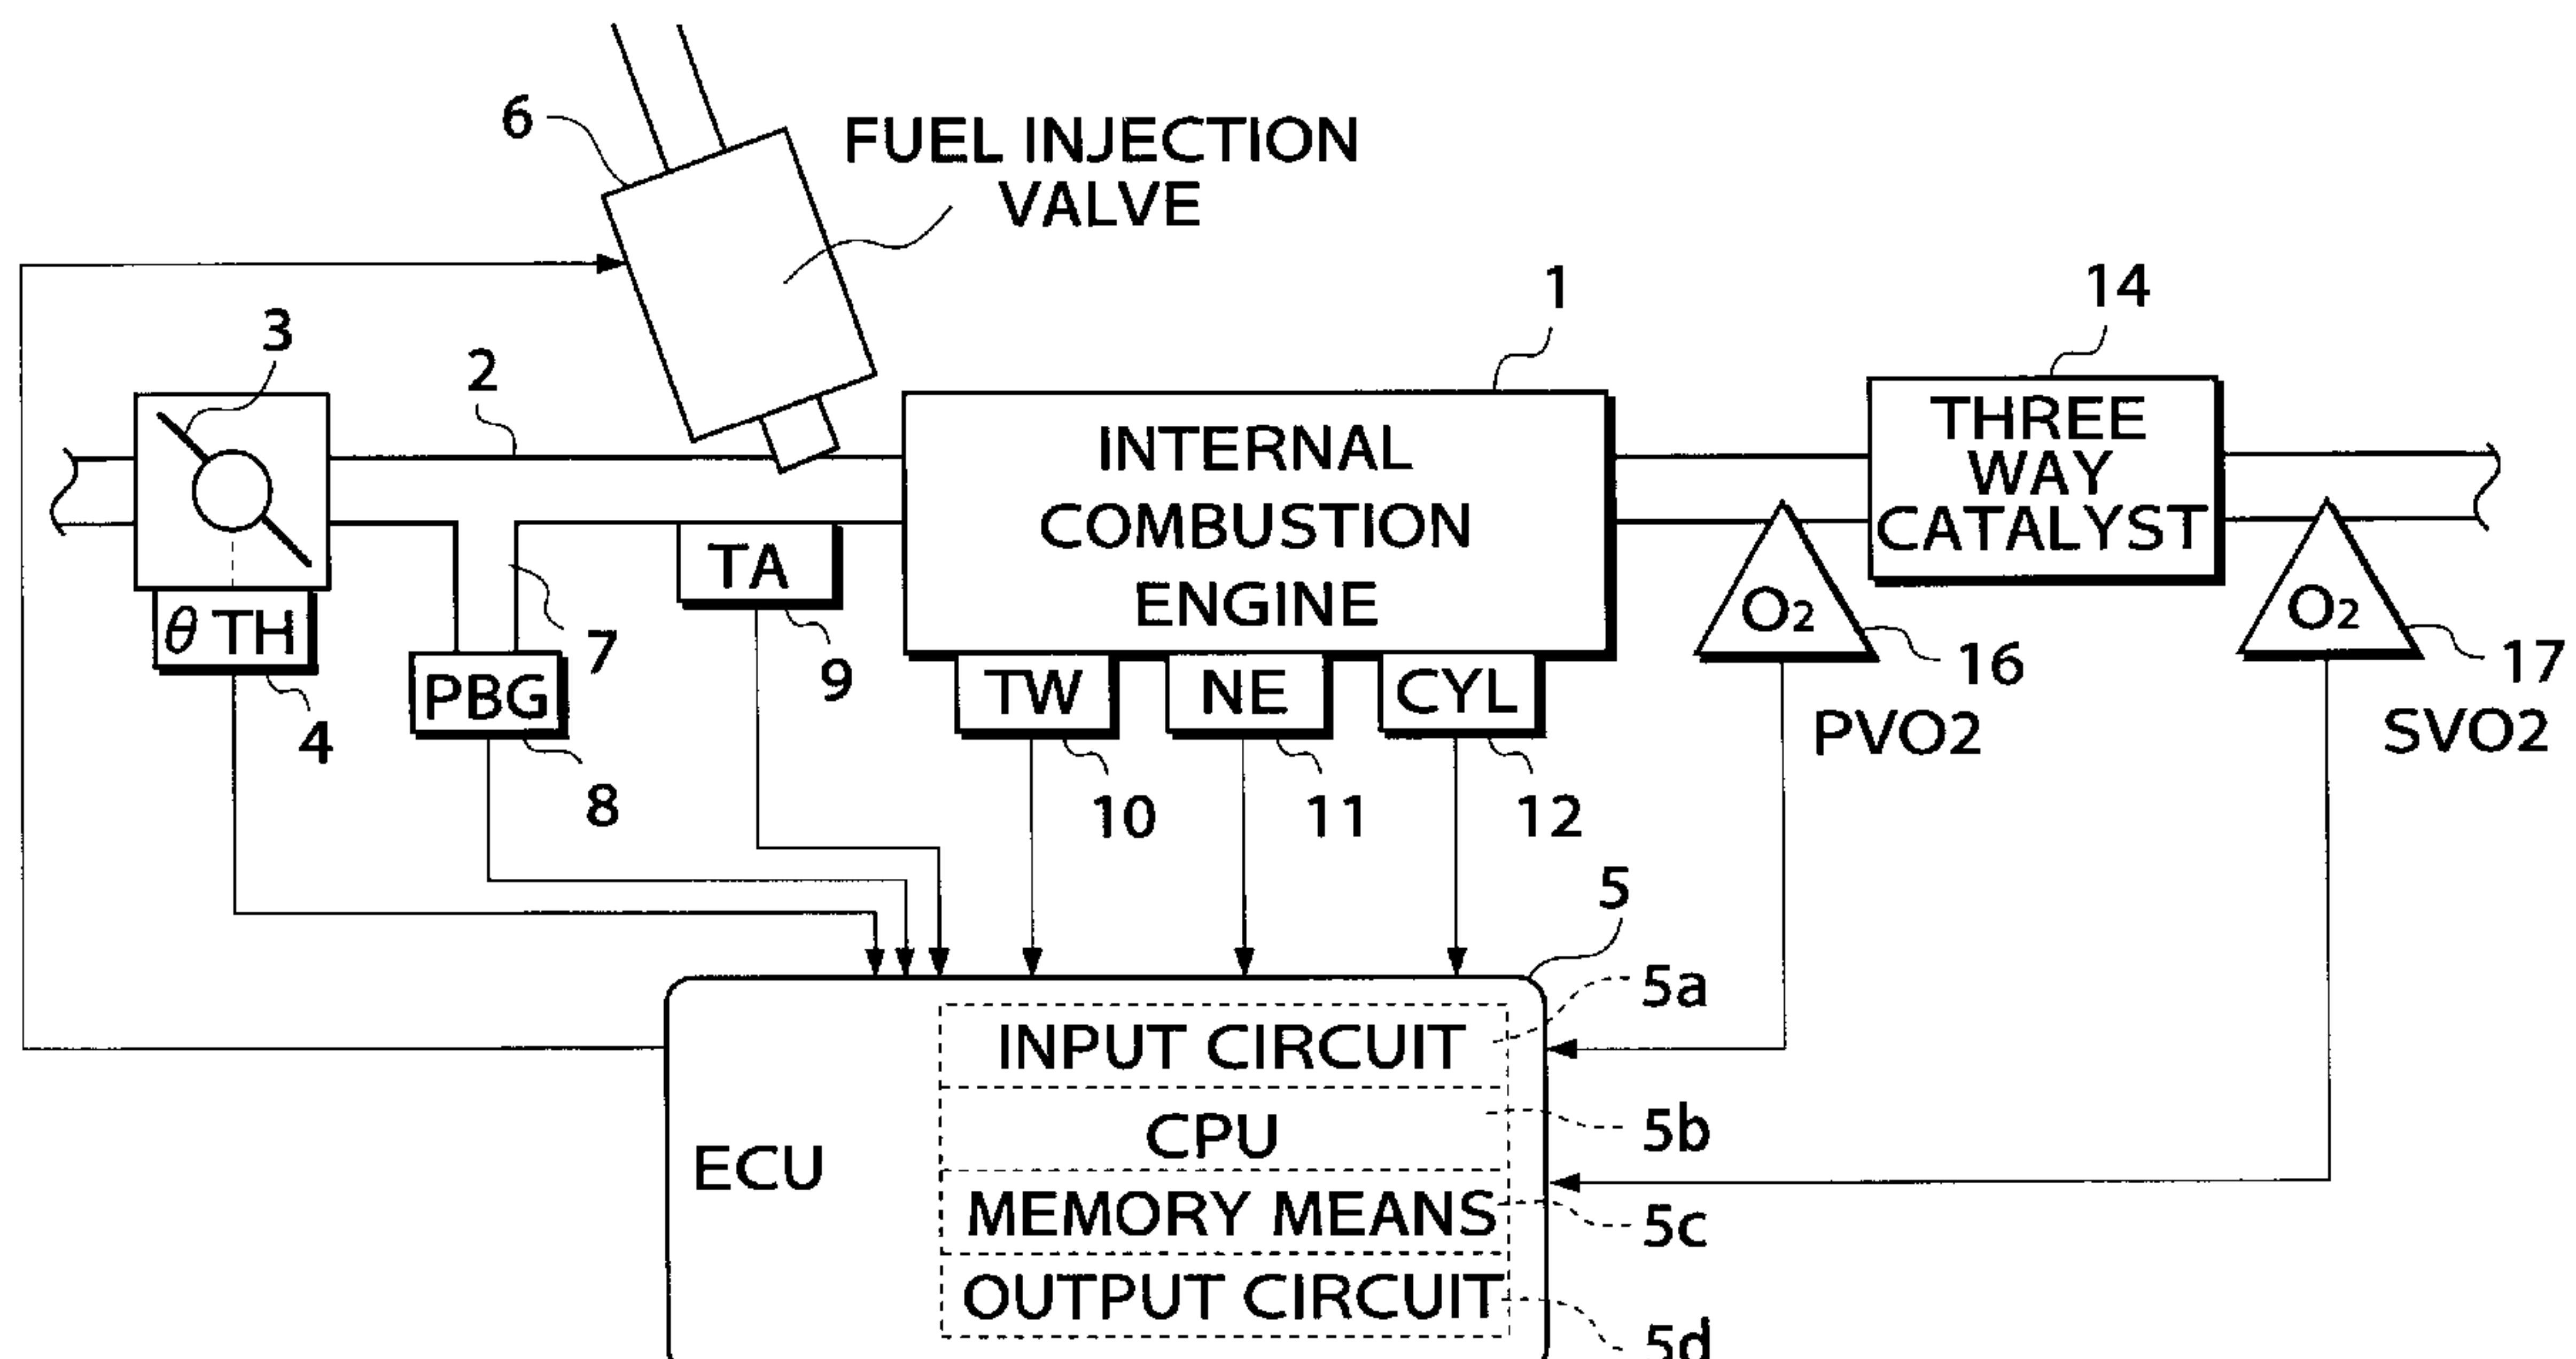 6
FUEL INJECTION
VALVE
1
14
3
2
THREE
WAY
CATALYST
INTERNAL
COMBUSTION
ENGINE
θ TH
TA
O2
O2
7
9
16
17
4
PBG
TW
NE
CYL
PVO2
SVO2
8
10
11
12
5
5a
INPUT CIRCUIT
5b
CPU
ECU
MEMORY MEANS
5c
OUTPUT CIRCUIT
5d